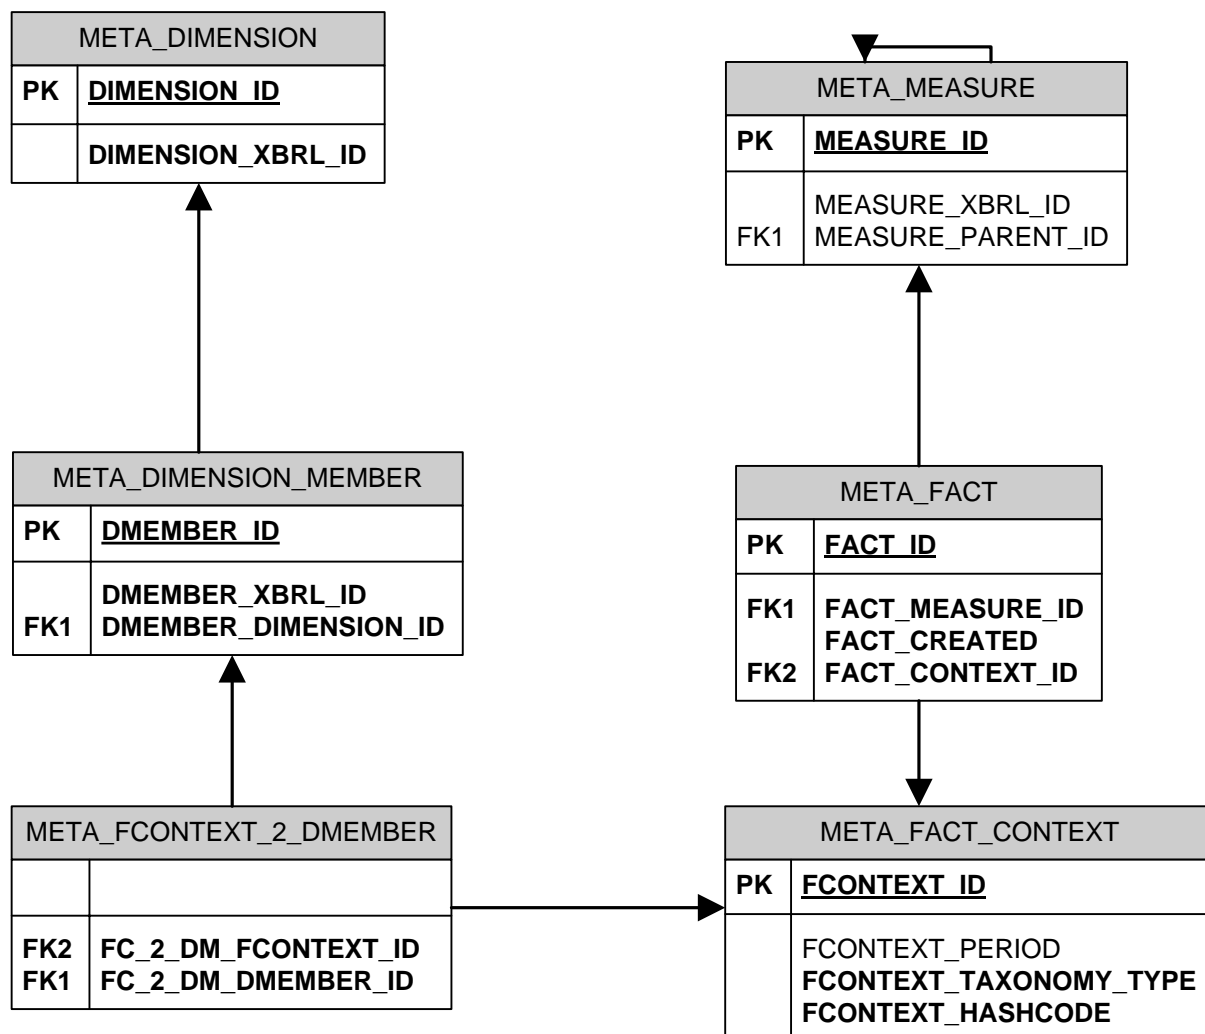 META_DIMENSION
PK DIMENSION_ID
DIMENSION_XBRL_ID
META_MEASURE
PK MEASURE_ID
MEASURE_XBRL_ID
FK1 MEASURE_PARENT_ID
META_DIMENSION_MEMBER
PK DMEMBER_ID
DMEMBER_XBRL_ID
FK1 DMEMBER_DIMENSION_ID
META_FACT
PK FACT_ID
FK1 FACT_MEASURE_ID
FACT_CREATED
FK2 FACT_CONTEXT_ID
META_FCONTEXT_2_DMEMBER
FK2 FC_2_DM_FCONTEXT_ID
FK1 FC_2_DM_DMEMBER_ID
META_FACT_CONTEXT
PK FCONTEXT_ID
FCONTEXT_PERIOD
FCONTEXT_TAXONOMY_TYPE
FCONTEXT_HASHCODE